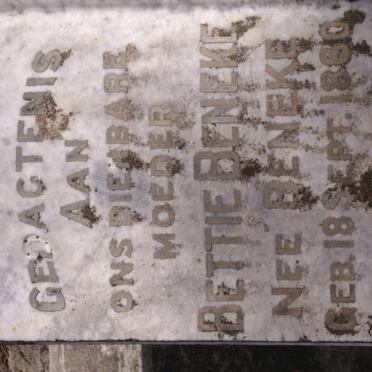 GEDACTENIS
AAN
ONS DIERBARE
MOEDER
BETTIE BENEKE
NEE BENEKE
GEB. 18 SEPT. 1860